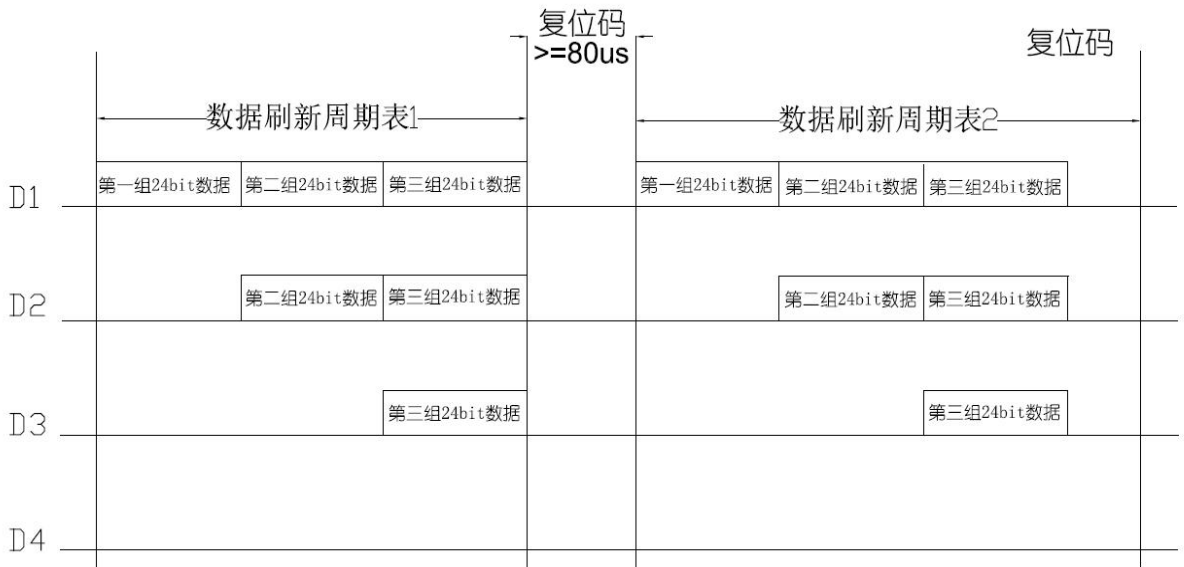 复位码
>=80us
复位码
数据刷新周期表1
数据刷新周期表2
D1
第一组24bit数据 第二组24bit数据 第三组24bit数据
第一组24bit数据 第二组24bit数据 第三组24bit数据
D2
第二组24bit数据 第三组24bit数据
第二组24bit数据 第三组24bit数据
D3
第三组24bit数据
第三组24bit数据
D4